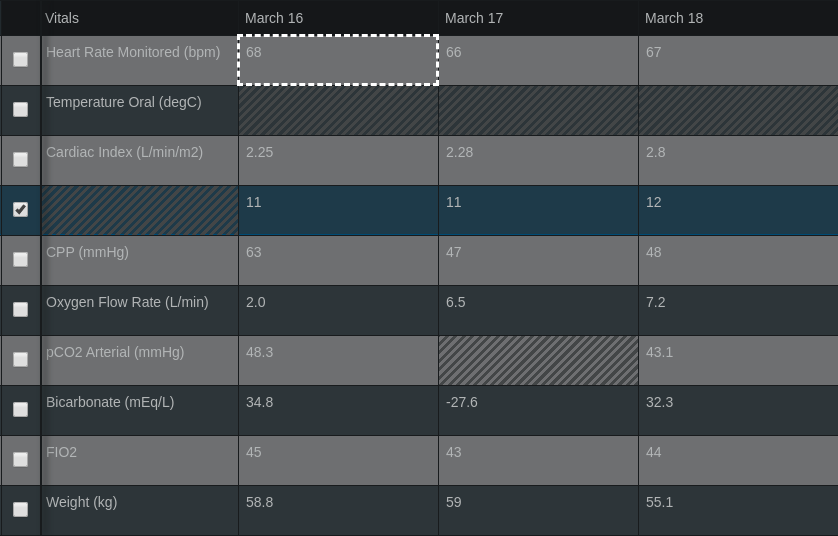 Vitals March 16 March 17 March 18
Heart Rate Monitored (bpm) 68 66 67
Temperature Oral (degC)
Cardiac Index (L/min/m2) 2.25 2.28 2.8
11 11 12
CPP (mmHg) 63 47 48
Oxygen Flow Rate (L/min) 2.0 6.5 7.2
pCO2 Arterial (mmHg) 48.3 43.1
Bicarbonate (mEq/L) 34.8 -27.6 32.3
FIO2 45 43 44
Weight (kg) 58.8 59 55.1